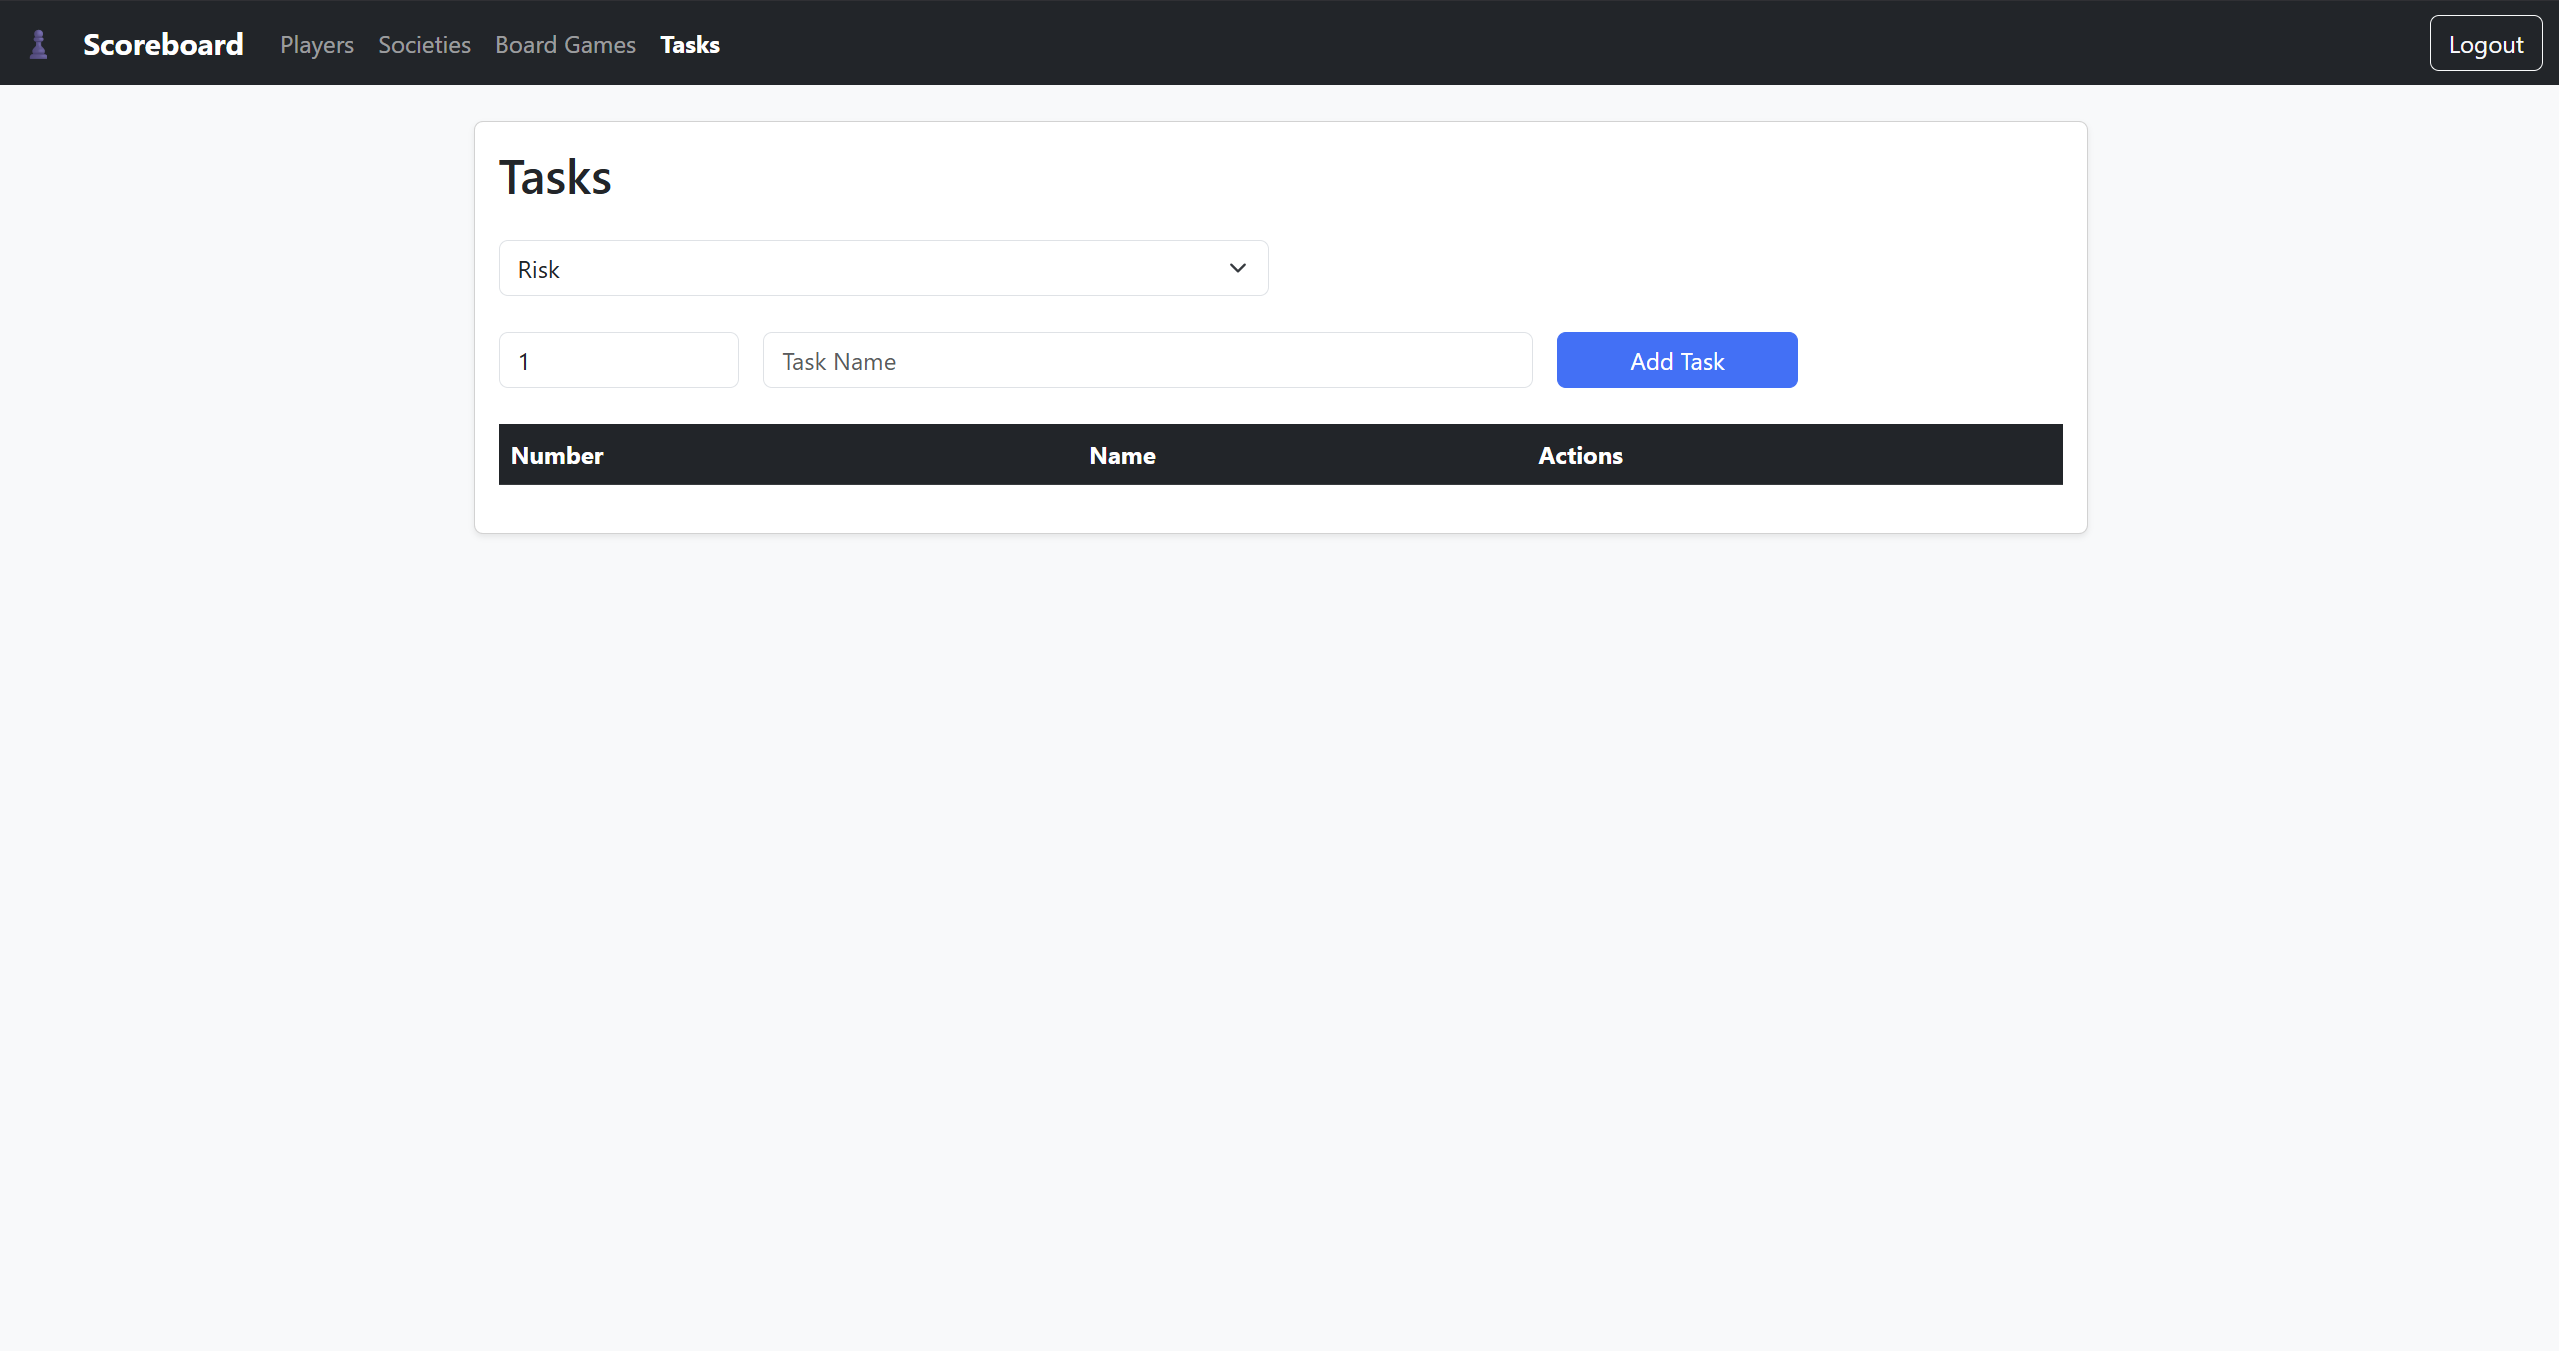 Scoreboard Players Societies Board Games Tasks Logout
Tasks
Risk
1 Task Name Add Task
Number Name Actions